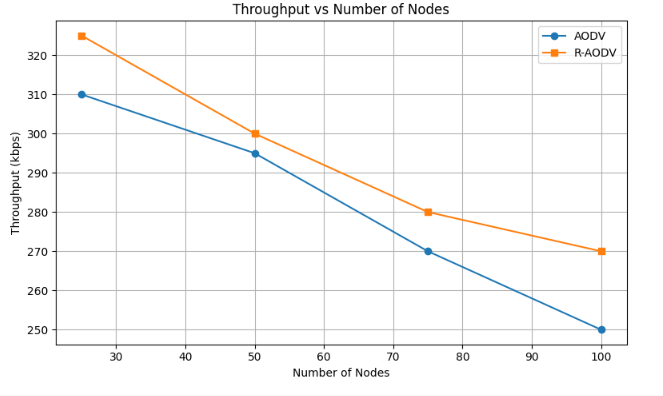 Throughput vs Number of Nodes
AODV
R-AODV
Throughput (kbps)
320
310
300
290
280
270
260
250
30 40 50 60 70 80 90 100
Number of Nodes